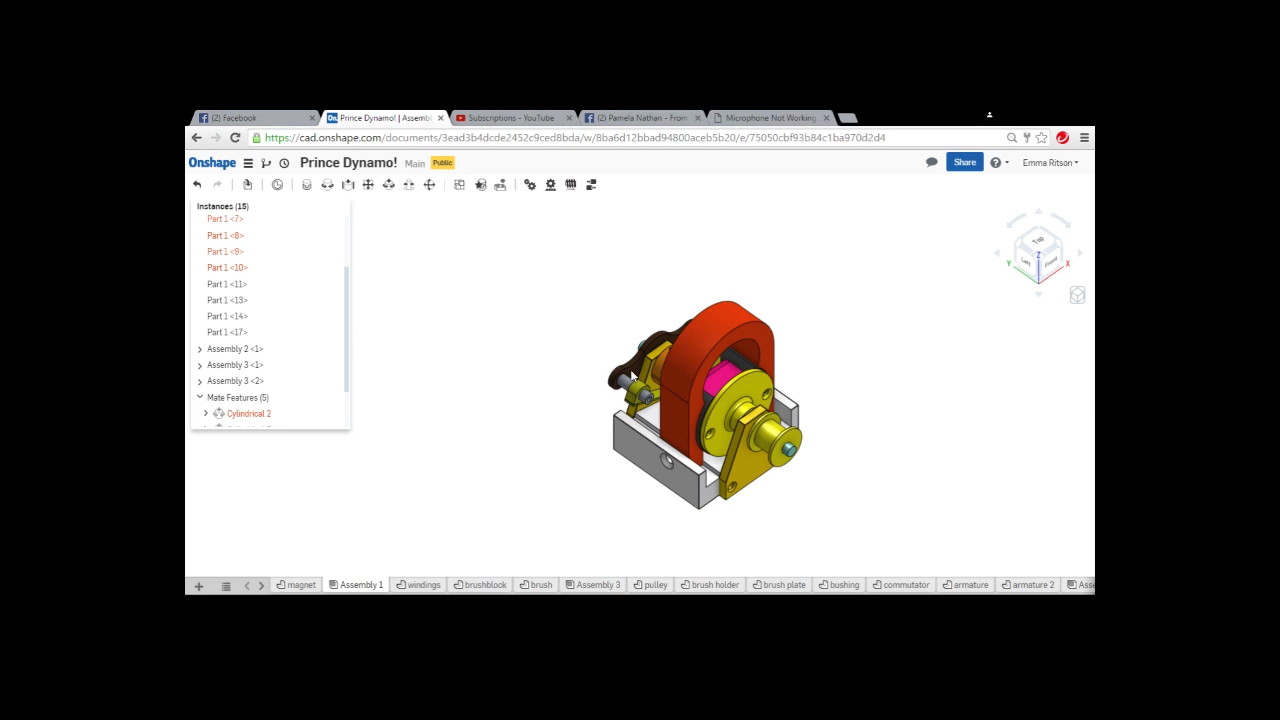 (2) Facebook
Prince Dynamo! | Assembl
Subscriptions - YouTube
(2) Pamela Nathan - From
Microphone Not Working
https://cad.onshape.com/documents/3ead3b4dcde2452c9ced8bda/w/8ba6d12bbad94800aceb5b20/e/75050cbf93b84c1ba970d2d4
Onshape
Prince Dynamo!
Main
Public
Share
Emma Ritson
Instances (15)
Part 1 <7>
Part 1 <8>
Part 1 <9>
Part 1 <10>
Part 1 <11>
Part 1 <13>
Part 1 <14>
Part 1 <17>
Assembly 2 <1>
Assembly 3 <1>
Assembly 3 <2>
Mate Features (5)
Cylindrical 2
Top
Left
Front
Z
Y
X
magnet
Assembly 1
windings
brushblock
brush
Assembly 3
pulley
brush holder
brush plate
bushing
commutator
armature
armature 2
Asse